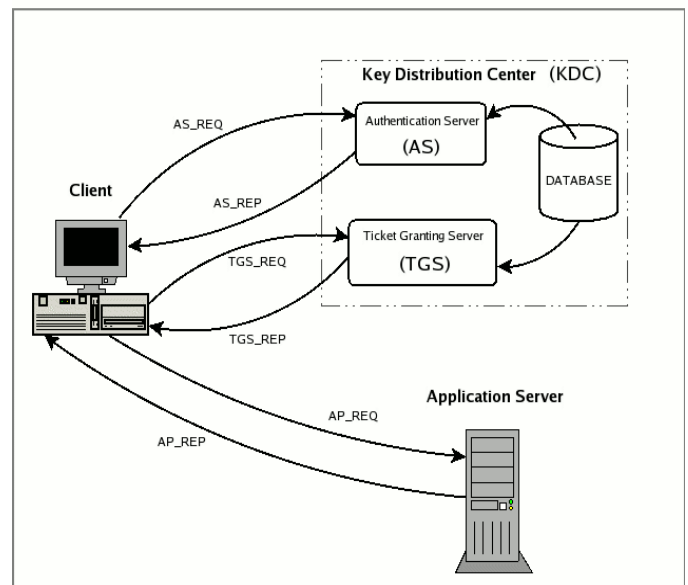 Key Distribution Center (KDC)
AS_REQ
Authentication Server
(AS)
Client
DATABASE
AS_REP
Ticket Granting Server
(TGS)
TGS_REQ
TGS_REP
Application Server
AP_REQ
AP_REP